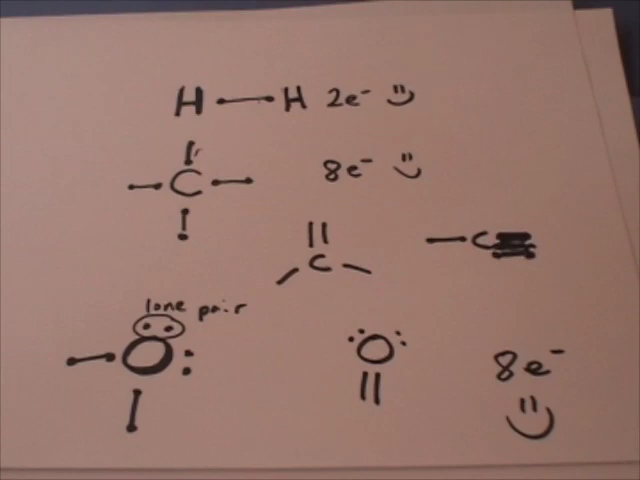 H H 2e⁻
C 8e⁻
C C
lone pair
O O 8e⁻